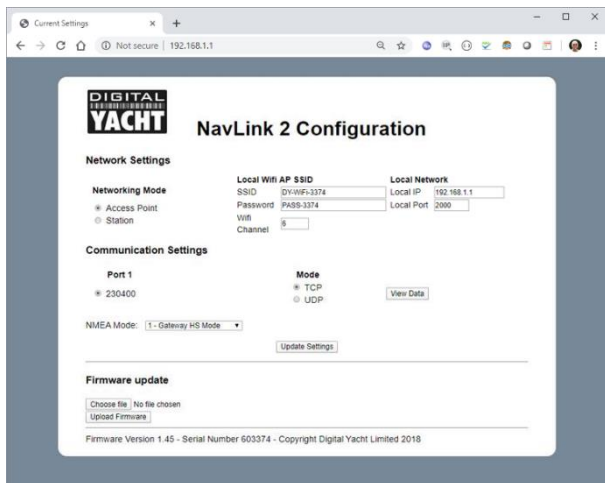 Current Settings
Not secure | 192.168.1.1
DIGITAL
YACHT
NavLink 2 Configuration
Network Settings
Networking Mode
Access Point
Station
Local Wifi AP SSID
SSID DY-WiFi-3374
Password PASS-3374
Wifi
Channel 6
Local Network
Local IP 192.168.1.1
Local Port 2000
Communication Settings
Port 1
230400
Mode
TCP
UDP
View Data
NMEA Mode: 1 - Gateway HS Mode
Update Settings
Firmware update
Choose file No file chosen
Upload Firmware
Firmware Version 1.45 - Serial Number 603374 - Copyright Digital Yacht Limited 2018